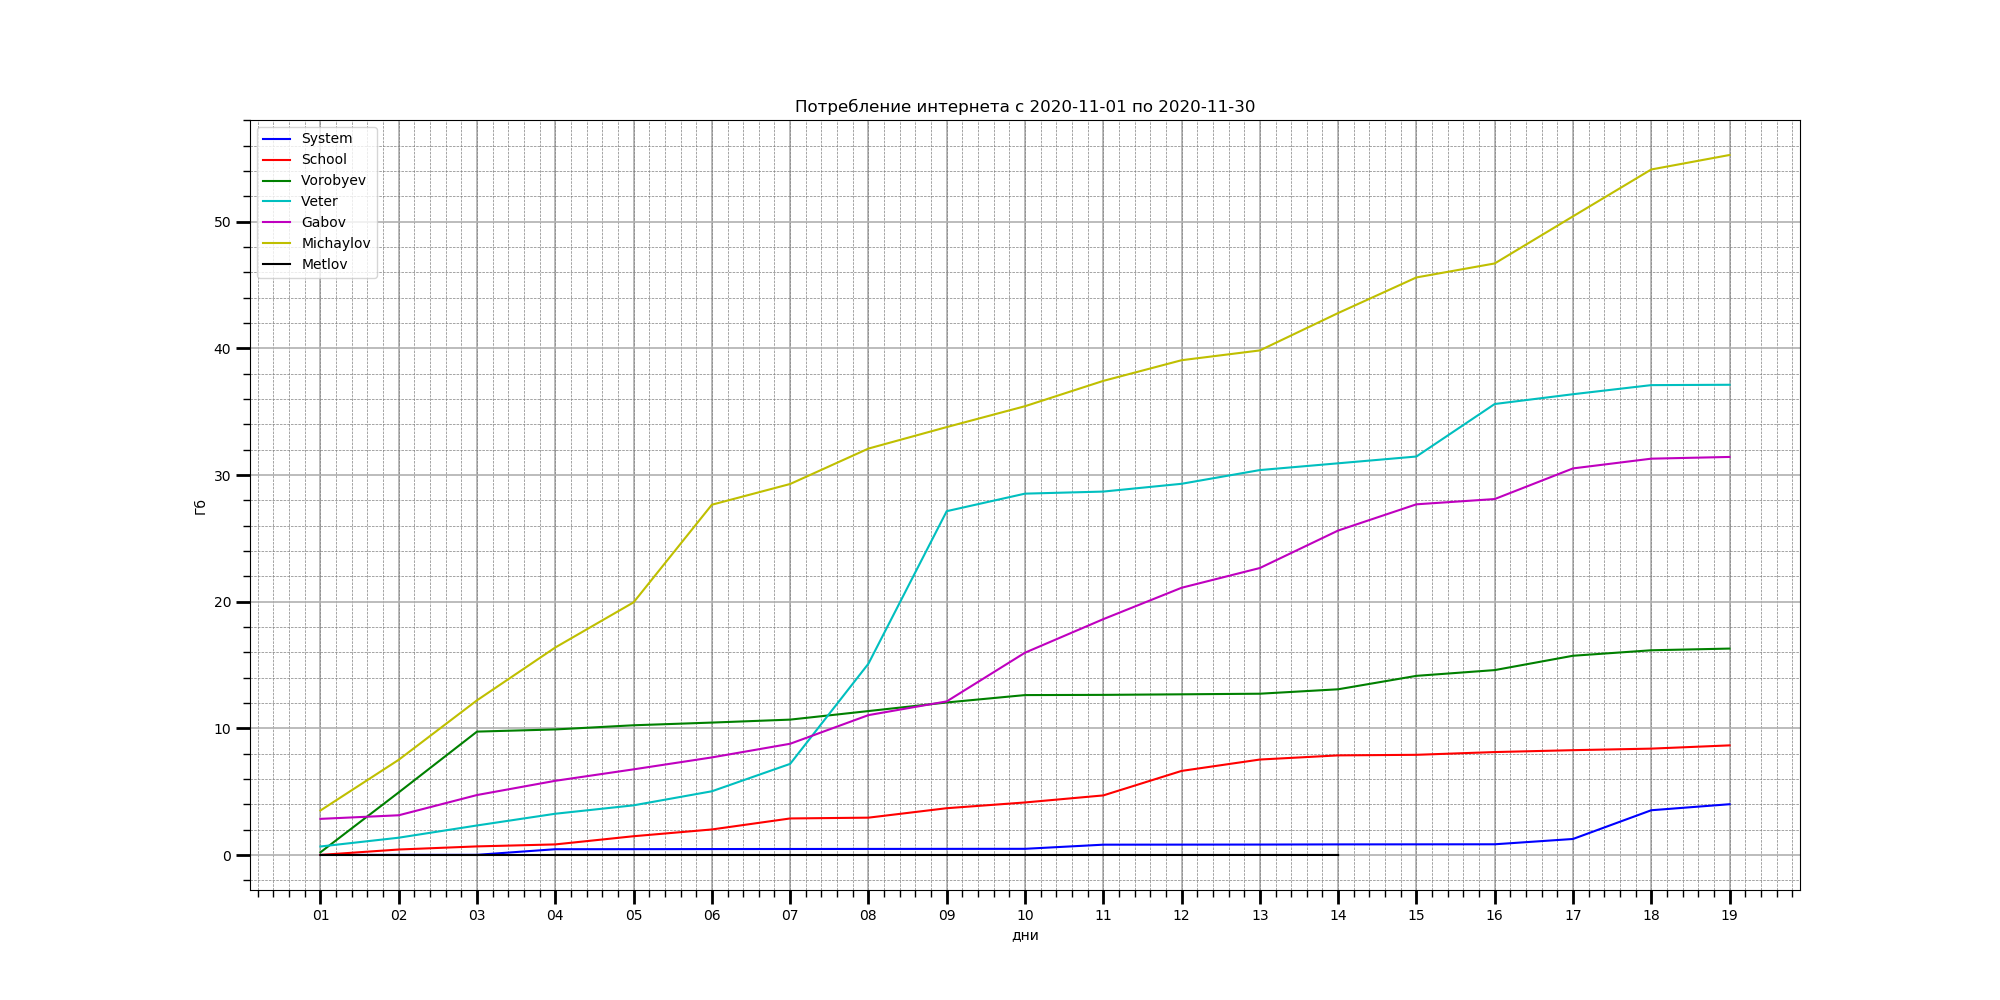 Потребление интернета с 2020-11-01 по 2020-11-30
System
School
Vorobyev
Veter
Gabov
Michaylov
Metlov
50
40
30
20
10
0
Гб
01 02 03 04 05 06 07 08 09 10 11 12 13 14 15 16 17 18 19
дни